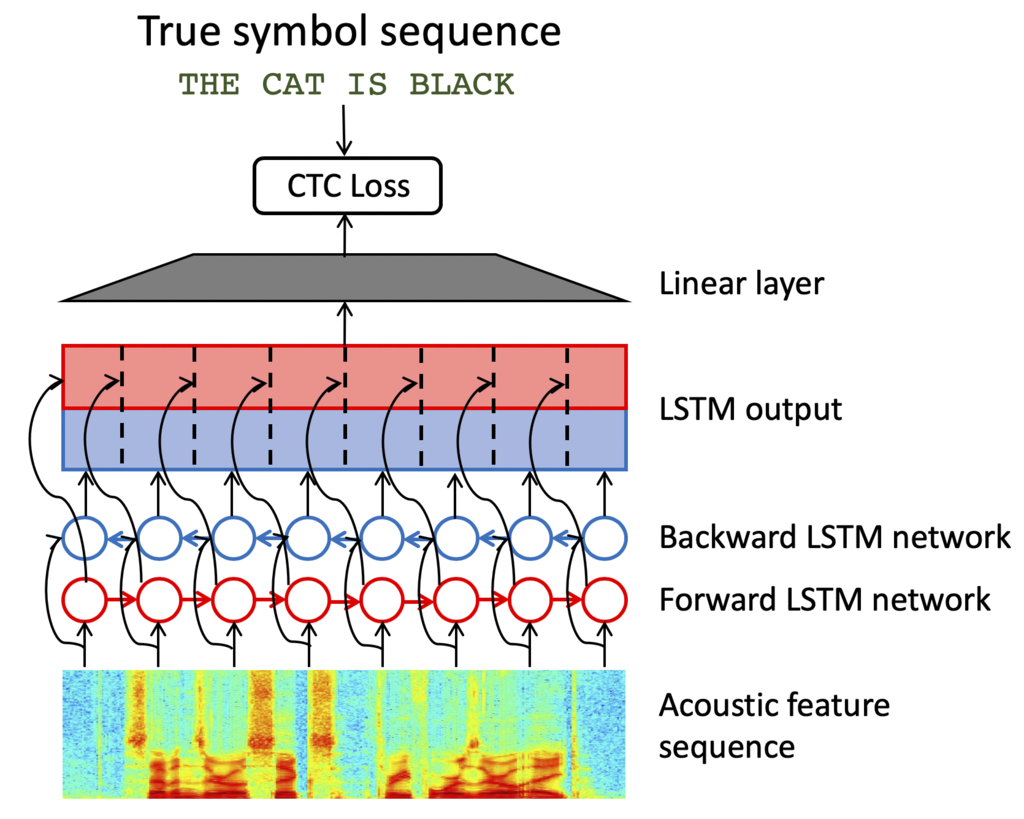 True symbol sequence
THE CAT IS BLACK
CTC Loss
Linear layer
LSTM output
Backward LSTM network
Forward LSTM network
Acoustic feature
sequence